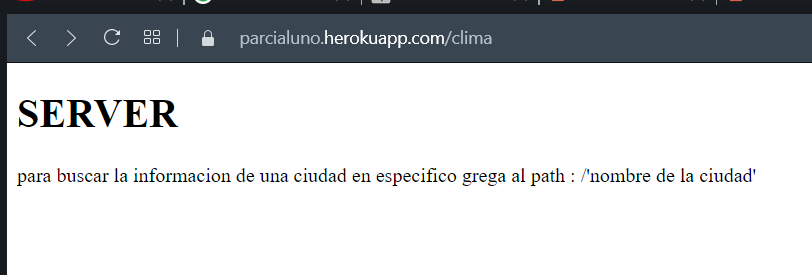 parcialuno.herokuapp.com/clima
SERVER
para buscar la informacion de una ciudad en especifico grega al path : /'nombre de la ciudad'